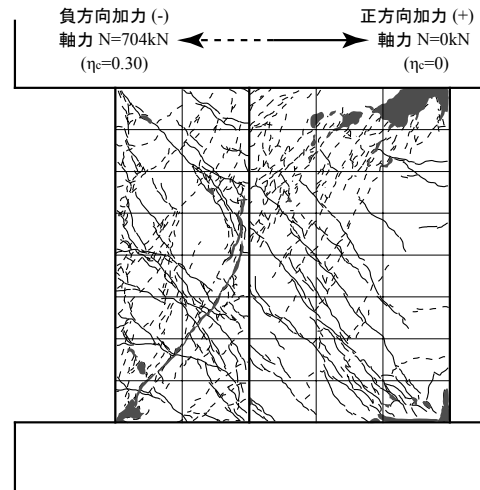 負方向加力 (-)
軸力 N=704kN
(ηc=0.30)
正方向加力 (+)
軸力 N=0kN
(ηc=0)